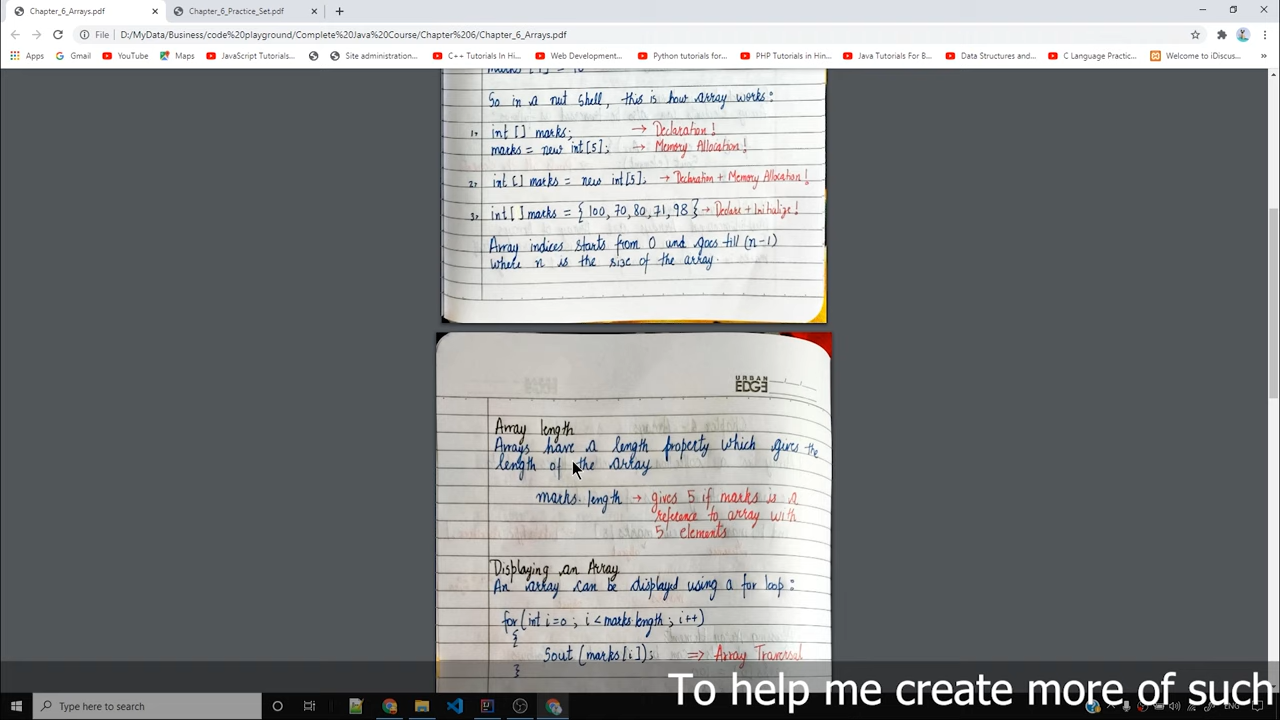 Chapter_6_Arrays.pdf
Chapter_6_Practice_Set.pdf
File
D:/MyData/Business/code%20playground/Complete%20Java%20Course/Chapter%206/Chapter_6_Arrays.pdf
Apps
Gmail
YouTube
Maps
JavaScript Tutorials...
Site administration...
C++ Tutorials In Hi...
Web Development...
Python tutorials for...
PHP Tutorials in Hin...
Java Tutorials For B...
Data Structures and...
C Language Practic...
Welcome to iDiscus...
So in a nut shell, this is how array works:
1, int [] marks; → Declaration!
marks = new int[5]; → Memory Allocation!
2, int [] marks = new int[5]; → Declaration + Memory Allocation!
3, int [] marks = {100, 70, 80, 71, 98} → Declare + Initialize!
Array indices starts from 0 and goes till (n-1)
where n is the size of the array.
URBAN
EDGE
Array length
Arrays have a length property which gives the
length of the array
marks.length → gives 5 if marks is a
reference to array with
5 elements
Displaying an Array
An array can be displayed using a for loop:
for (int i=0 ; i<marks.length ; i++)
{
Sout (marks[i]); => Array Traversal
}
To help me create more of such
Type here to search
ENG